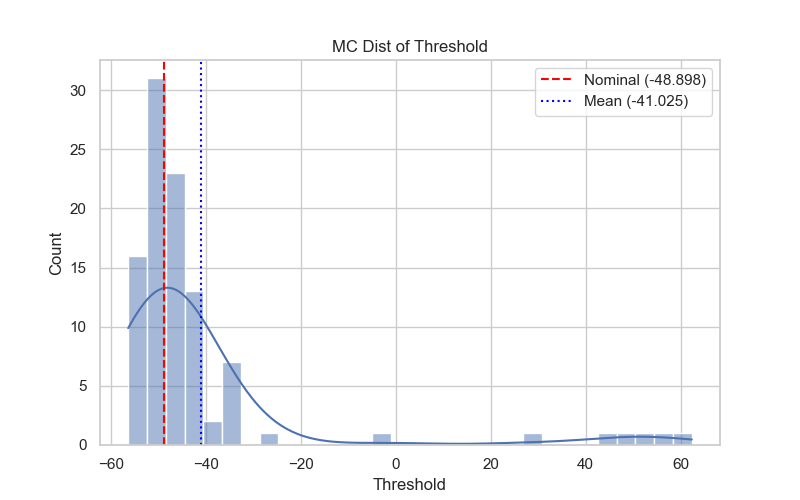 MC Dist of Threshold
Nominal (-48.898)
Mean (-41.025)
Count
30
25
20
15
10
5
0
−60 −40 −20 0 20 40 60
Threshold